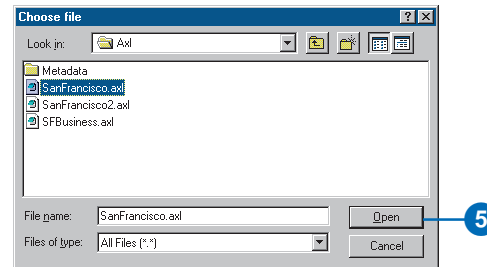 Choose file
Look in: Axl
Metadata
SanFrancisco.axl
SanFrancisco2.axl
SFBusiness.axl
File name: SanFrancisco.axl Open 5
Files of type: All Files (*.*) Cancel